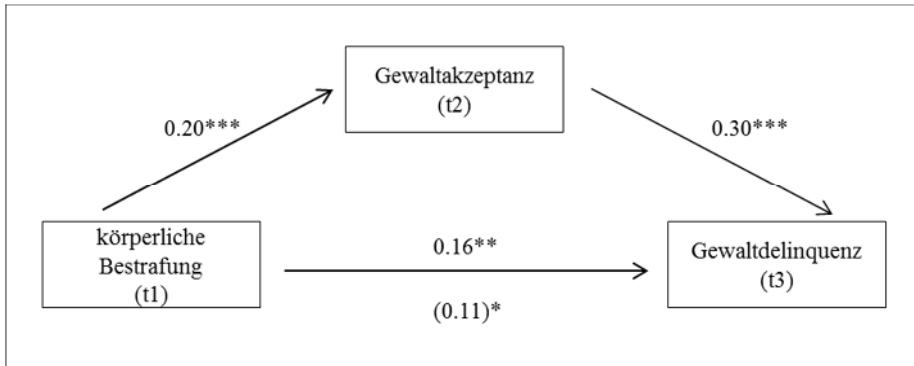 Gewaltakzeptanz
(t2)
0.20***
0.30***
körperliche
Bestrafung
(t1)
0.16**
(0.11)*
Gewaltdelinquenz
(t3)